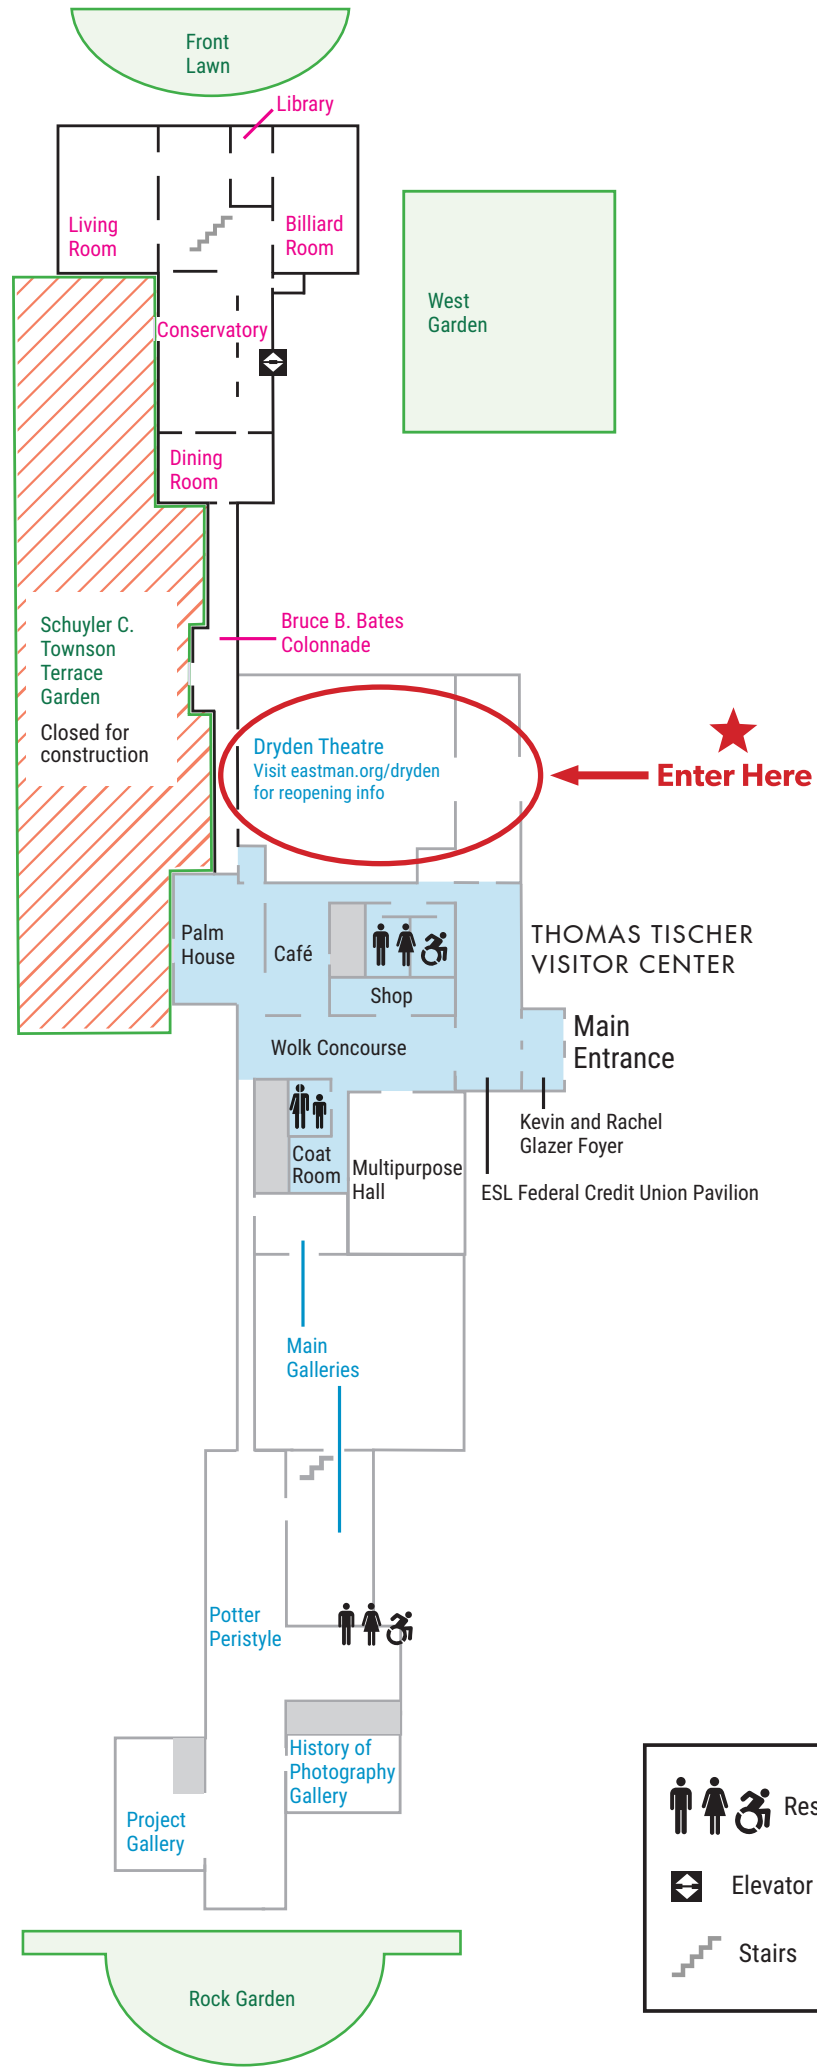 Front
Lawn
Library
Living
Room
Billiard
Room
West
Garden
Conservatory
Dining
Room
Schuyler C.
Townson
Terrace
Garden
Closed for
construction
Bruce B. Bates
Colonnade
Dryden Theatre
Visit eastman.org/dryden
for reopening info
Enter Here
Palm
House
Café
Shop
THOMAS TISCHER
VISITOR CENTER
Wolk Concourse
Main
Entrance
Kevin and Rachel
Glazer Foyer
Coat
Room
Multipurpose
Hall
ESL Federal Credit Union Pavilion
Main
Galleries
Potter
Peristyle
History of
Photography
Gallery
Project
Gallery
Res
Elevator
Stairs
Rock Garden